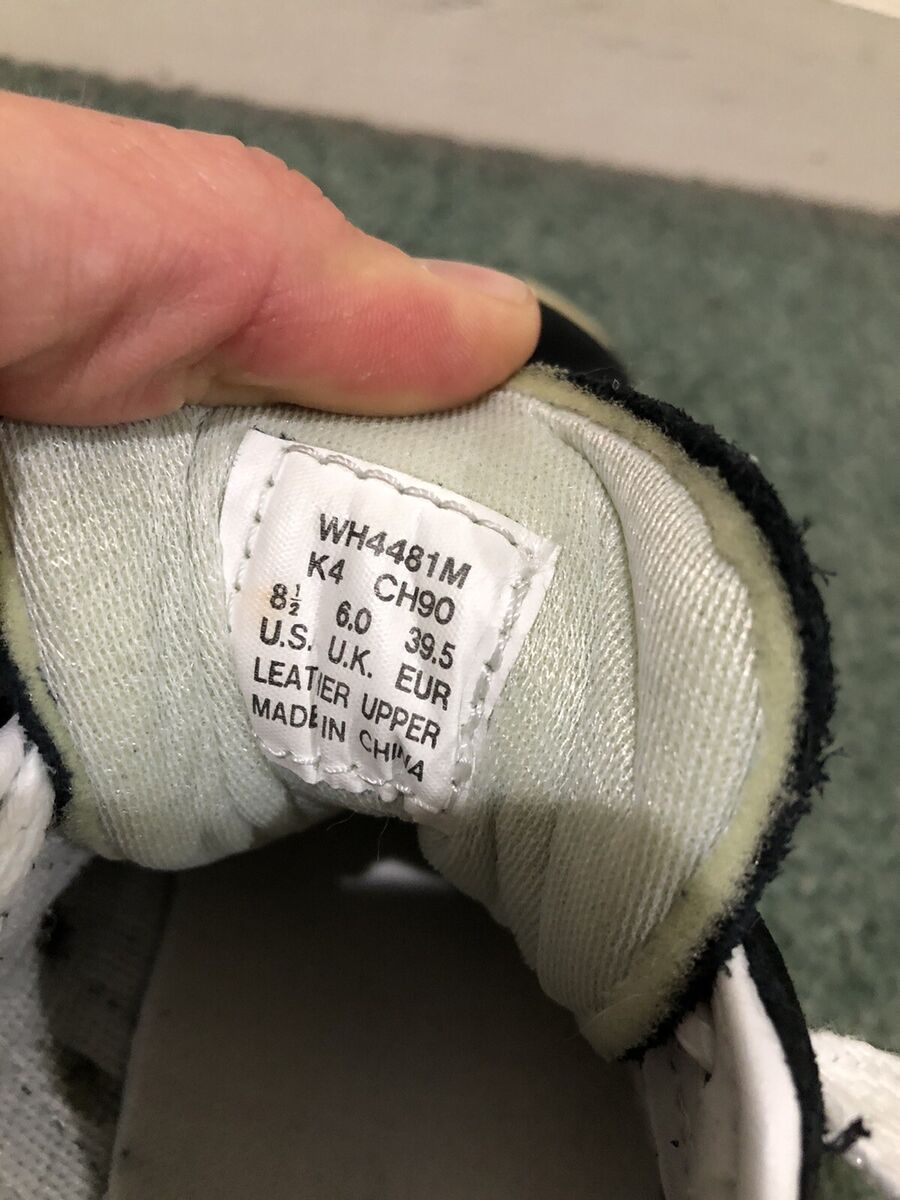 WH4481M
K4 CH90
8½ 6.0 39.5
U.S. U.K. EUR
LEATHER UPPER
MADE IN CHINA